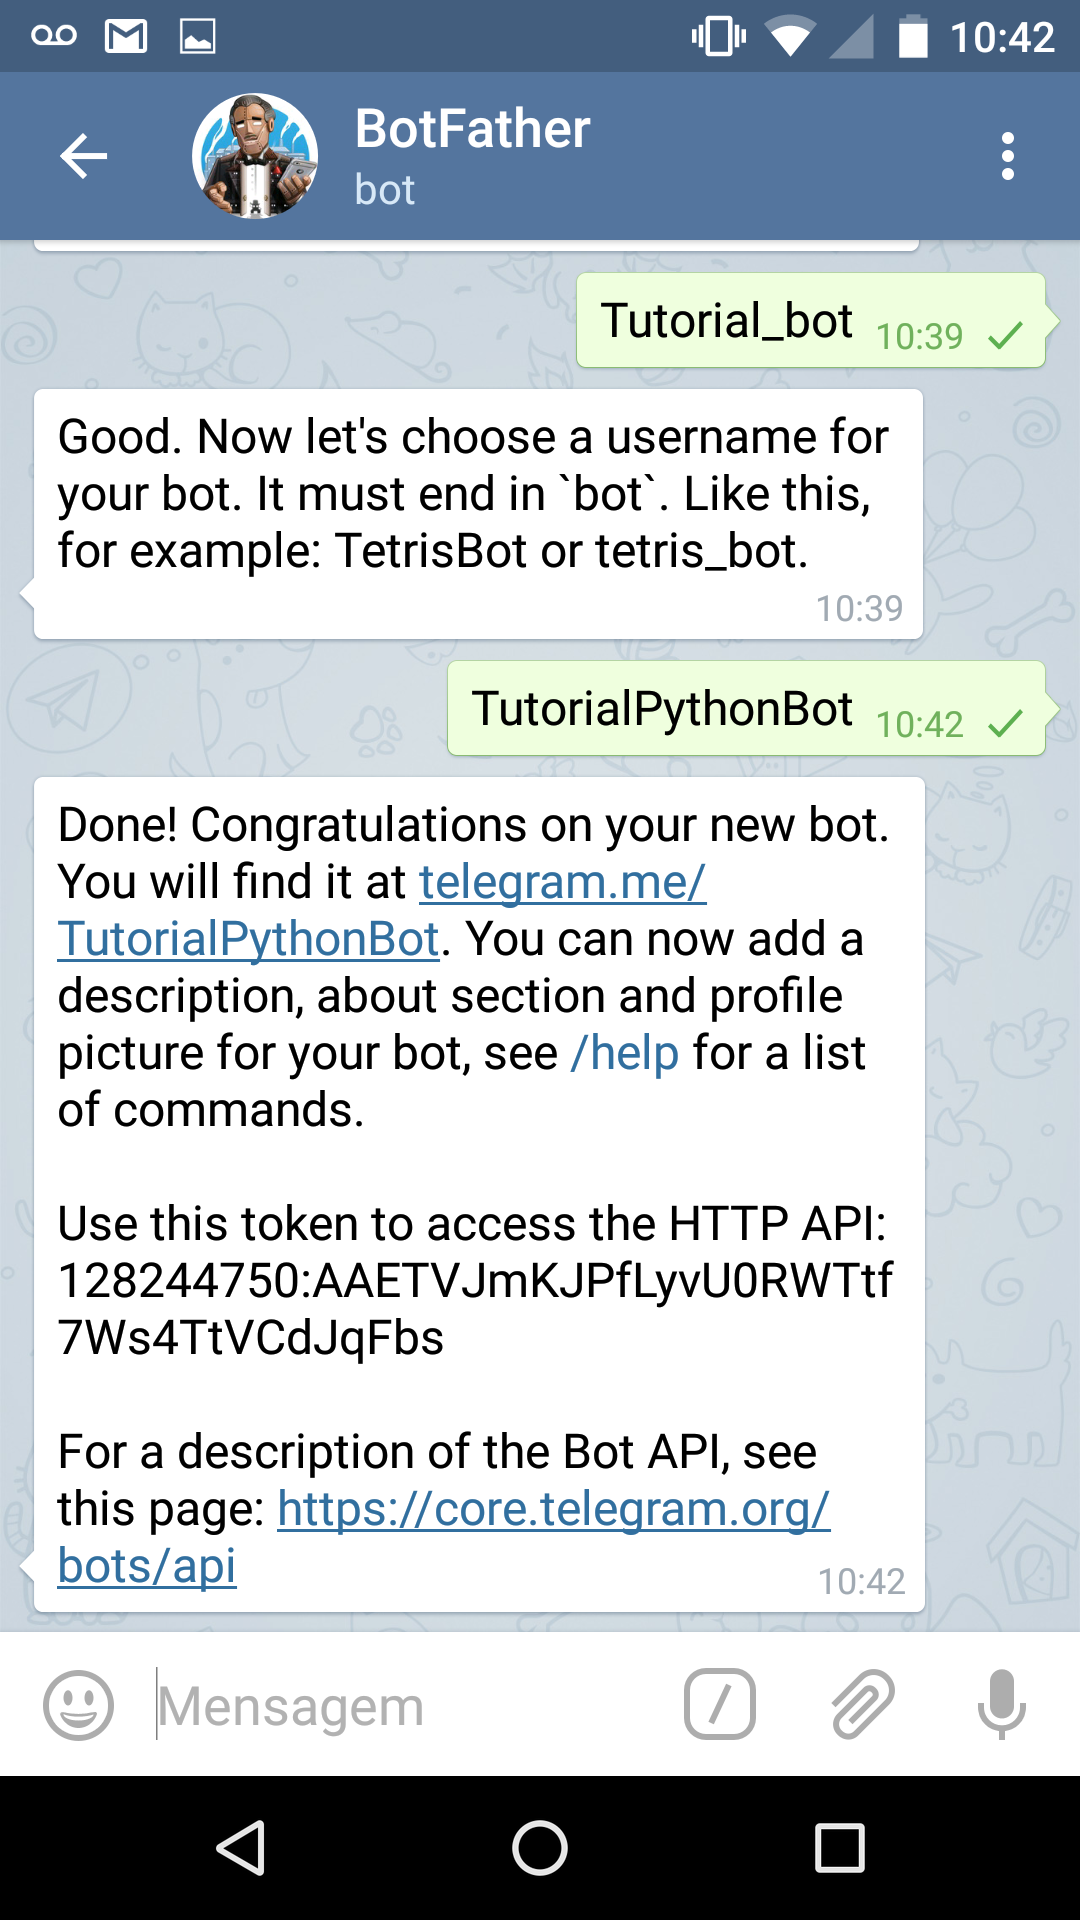 10:42
BotFather
bot
Tutorial_bot 10:39
Good. Now let's choose a username for
your bot. It must end in `bot`. Like this,
for example: TetrisBot or tetris_bot.
10:39
TutorialPythonBot 10:42
Done! Congratulations on your new bot.
You will find it at telegram.me/
TutorialPythonBot. You can now add a
description, about section and profile
picture for your bot, see /help for a list
of commands.
Use this token to access the HTTP API:
128244750:AAETVJmKJPfLyvU0RWTtf
7Ws4TtVCdJqFbs
For a description of the Bot API, see
this page: https://core.telegram.org/
bots/api
10:42
Mensagem